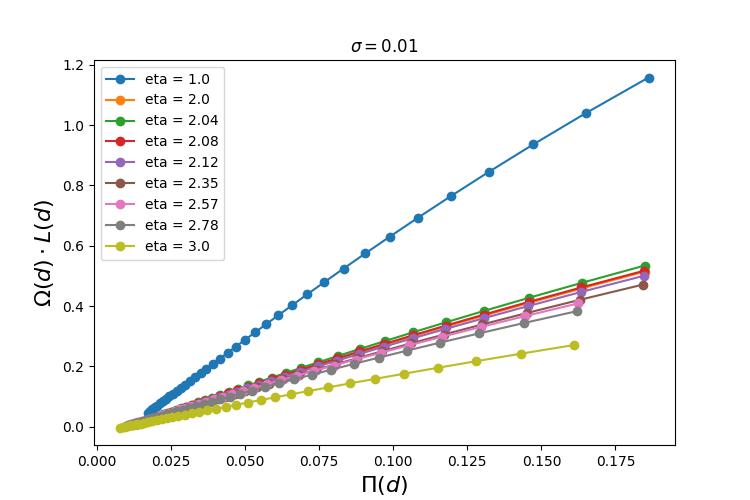 σ = 0.01
1.2
1.0
0.8
0.6
0.4
0.2
0.0
Ω(d) · L(d)
eta = 1.0
eta = 2.0
eta = 2.04
eta = 2.08
eta = 2.12
eta = 2.35
eta = 2.57
eta = 2.78
eta = 3.0
0.000 0.025 0.050 0.075 0.100 0.125 0.150 0.175
Π(d)